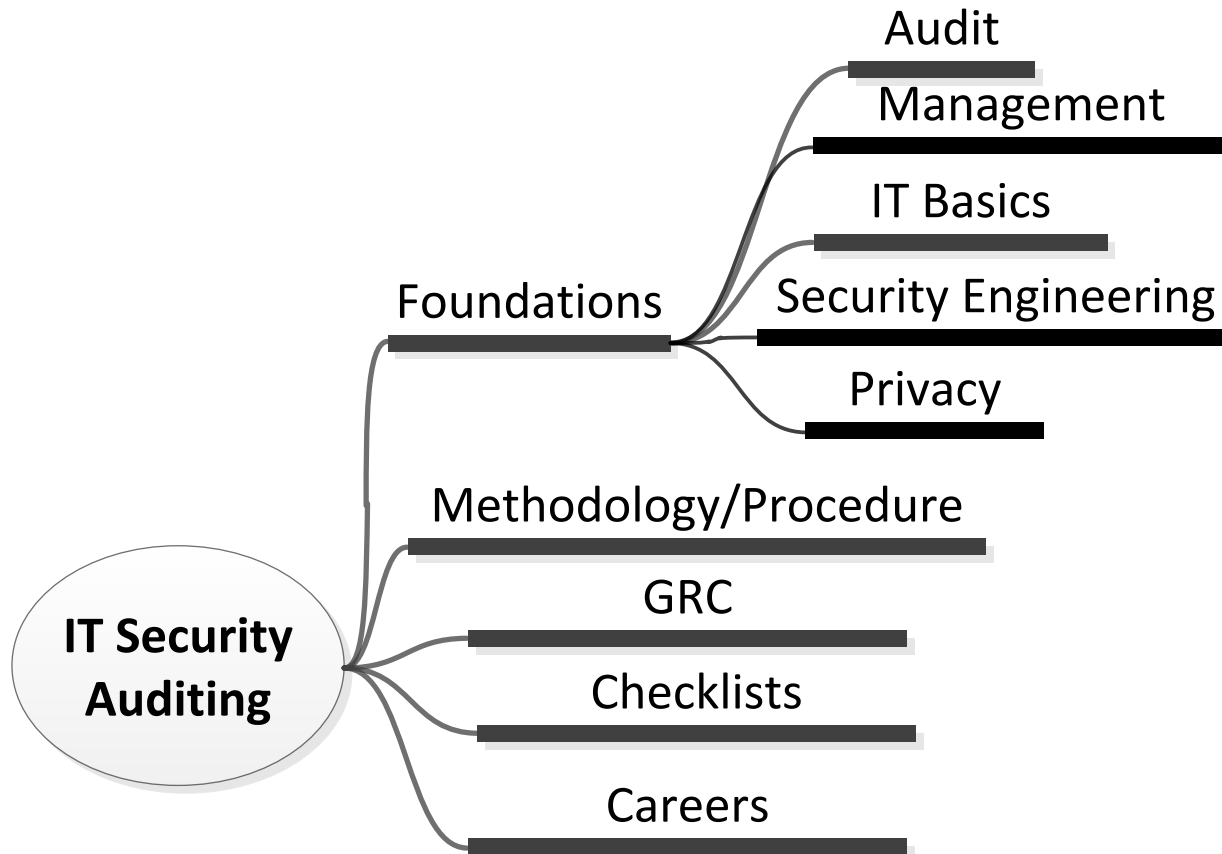 Audit
Management
IT Basics
Security Engineering
Foundations
Privacy
Methodology/Procedure
GRC
IT Security
Auditing
Checklists
Careers